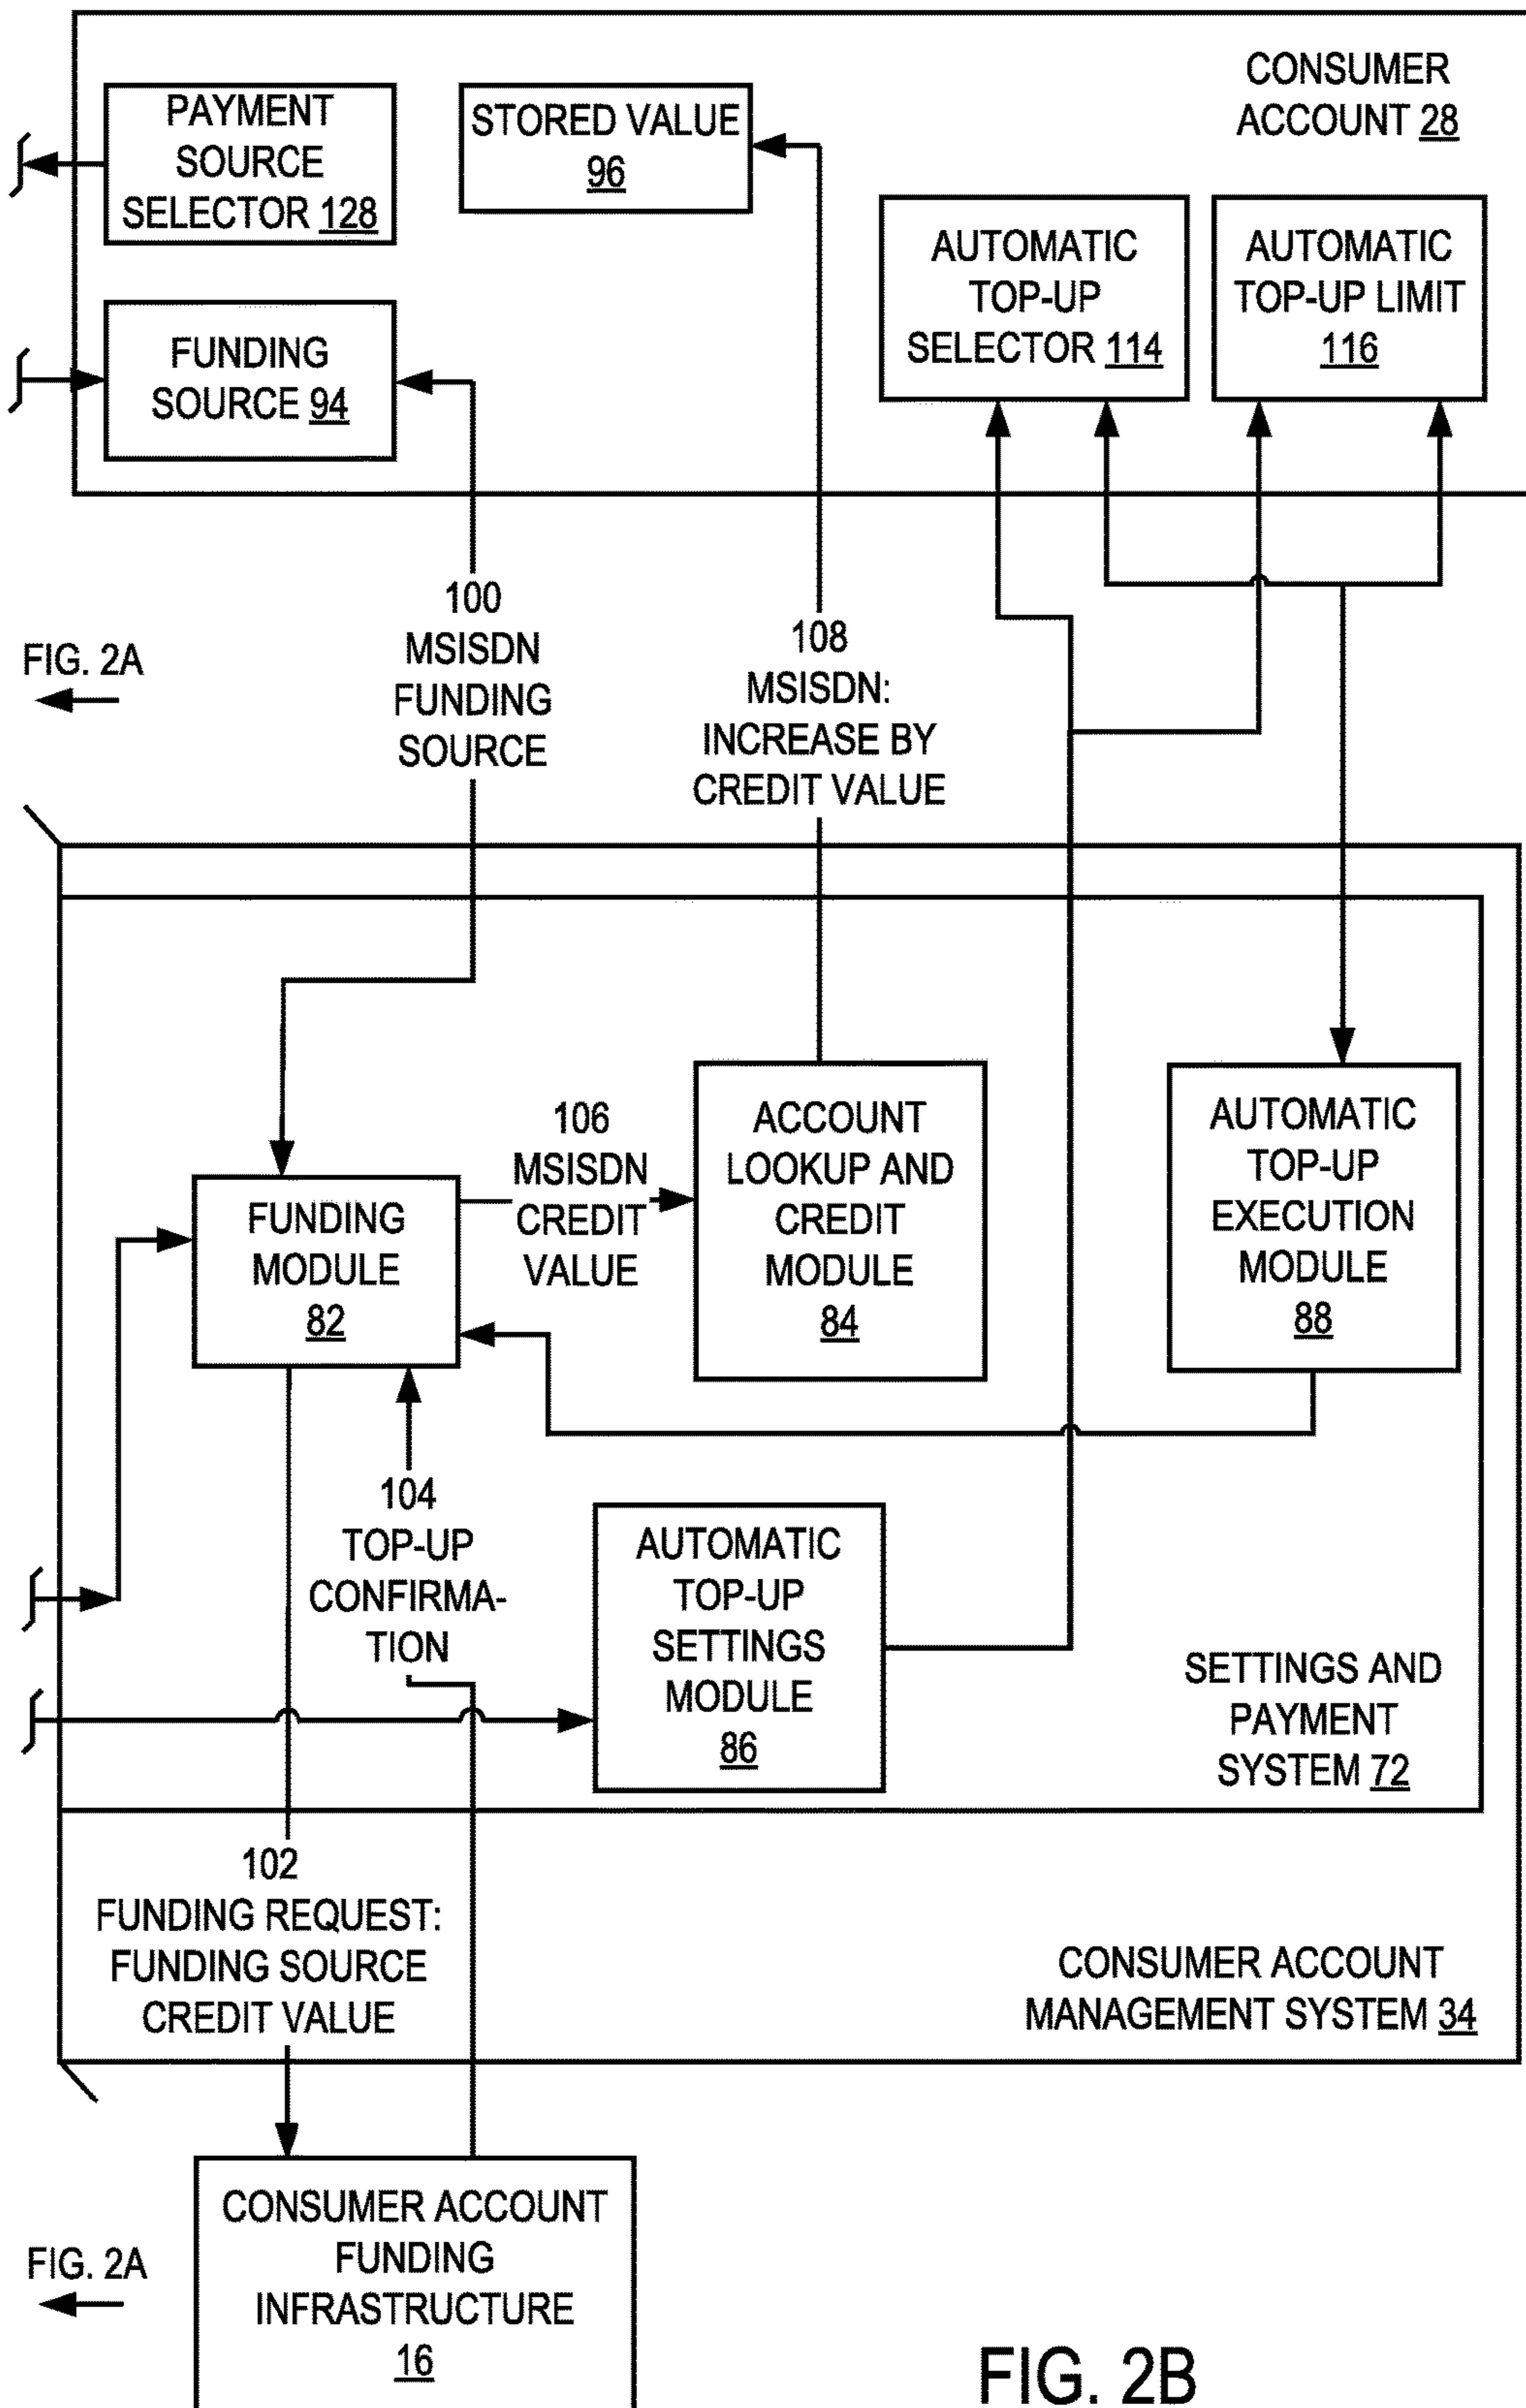 CONSUMER
ACCOUNT 28
PAYMENT
SOURCE
SELECTOR 128
STORED VALUE
96
AUTOMATIC
TOP-UP
SELECTOR 114
AUTOMATIC
TOP-UP LIMIT
116
FUNDING
SOURCE 94
100
MSISDN
FUNDING
SOURCE
108
MSISDN:
INCREASE BY
CREDIT VALUE
FIG. 2A
FUNDING
MODULE
82
106
MSISDN
CREDIT
VALUE
ACCOUNT
LOOKUP AND
CREDIT
MODULE
84
AUTOMATIC
TOP-UP
EXECUTION
MODULE
88
104
TOP-UP
CONFIRMA-
TION
AUTOMATIC
TOP-UP
SETTINGS
MODULE
86
SETTINGS AND
PAYMENT
SYSTEM 72
102
FUNDING REQUEST:
FUNDING SOURCE
CREDIT VALUE
CONSUMER ACCOUNT
MANAGEMENT SYSTEM 34
CONSUMER ACCOUNT
FUNDING
INFRASTRUCTURE
16
FIG. 2A
FIG. 2B